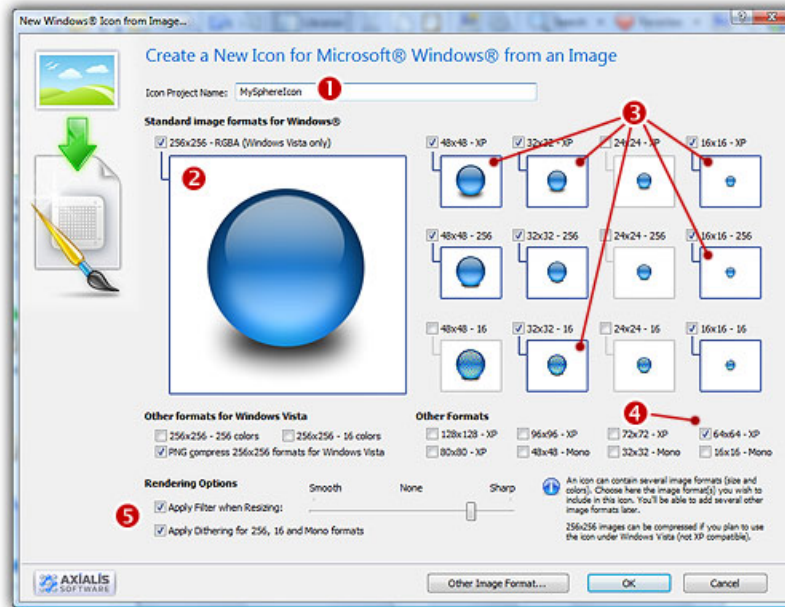 New Windows® Icon from Image...
Create a New Icon for Microsoft® Windows® from an Image
Icon Project Name: MySphereIcon
1
Standard image formats for Windows®
3
256x256 - RGBA (Windows Vista only)
48x48 - XP 32x32 - XP 24x24 - XP 16x16 - XP
2
48x48 - 256 32x32 - 256 24x24 - 256 16x16 - 256
48x48 - 16 32x32 - 16 24x24 - 16 16x16 - 16
4
Other formats for Windows Vista Other Formats
256x256 - 256 colors 256x256 - 16 colors 128x128 - XP 96x96 - XP 72x72 - XP 64x64 - XP
PNG compress 256x256 formats for Windows Vista 80x80 - XP 48x48 - Mono 32x32 - Mono 16x16 - Mono
Rendering Options Smooth None Sharp
5
Apply Filter when Resizing:
Apply Dithering for 256, 16 and Mono formats
An icon can contain several image formats (size and
colors). Choose here the image format(s) you wish to
include in this icon. You'll be able to add several other
image formats later.
256x256 images can be compressed if you plan to use
the icon under Windows Vista (not XP compatible).
AXIALIS
SOFTWARE
Other Image Format... OK Cancel